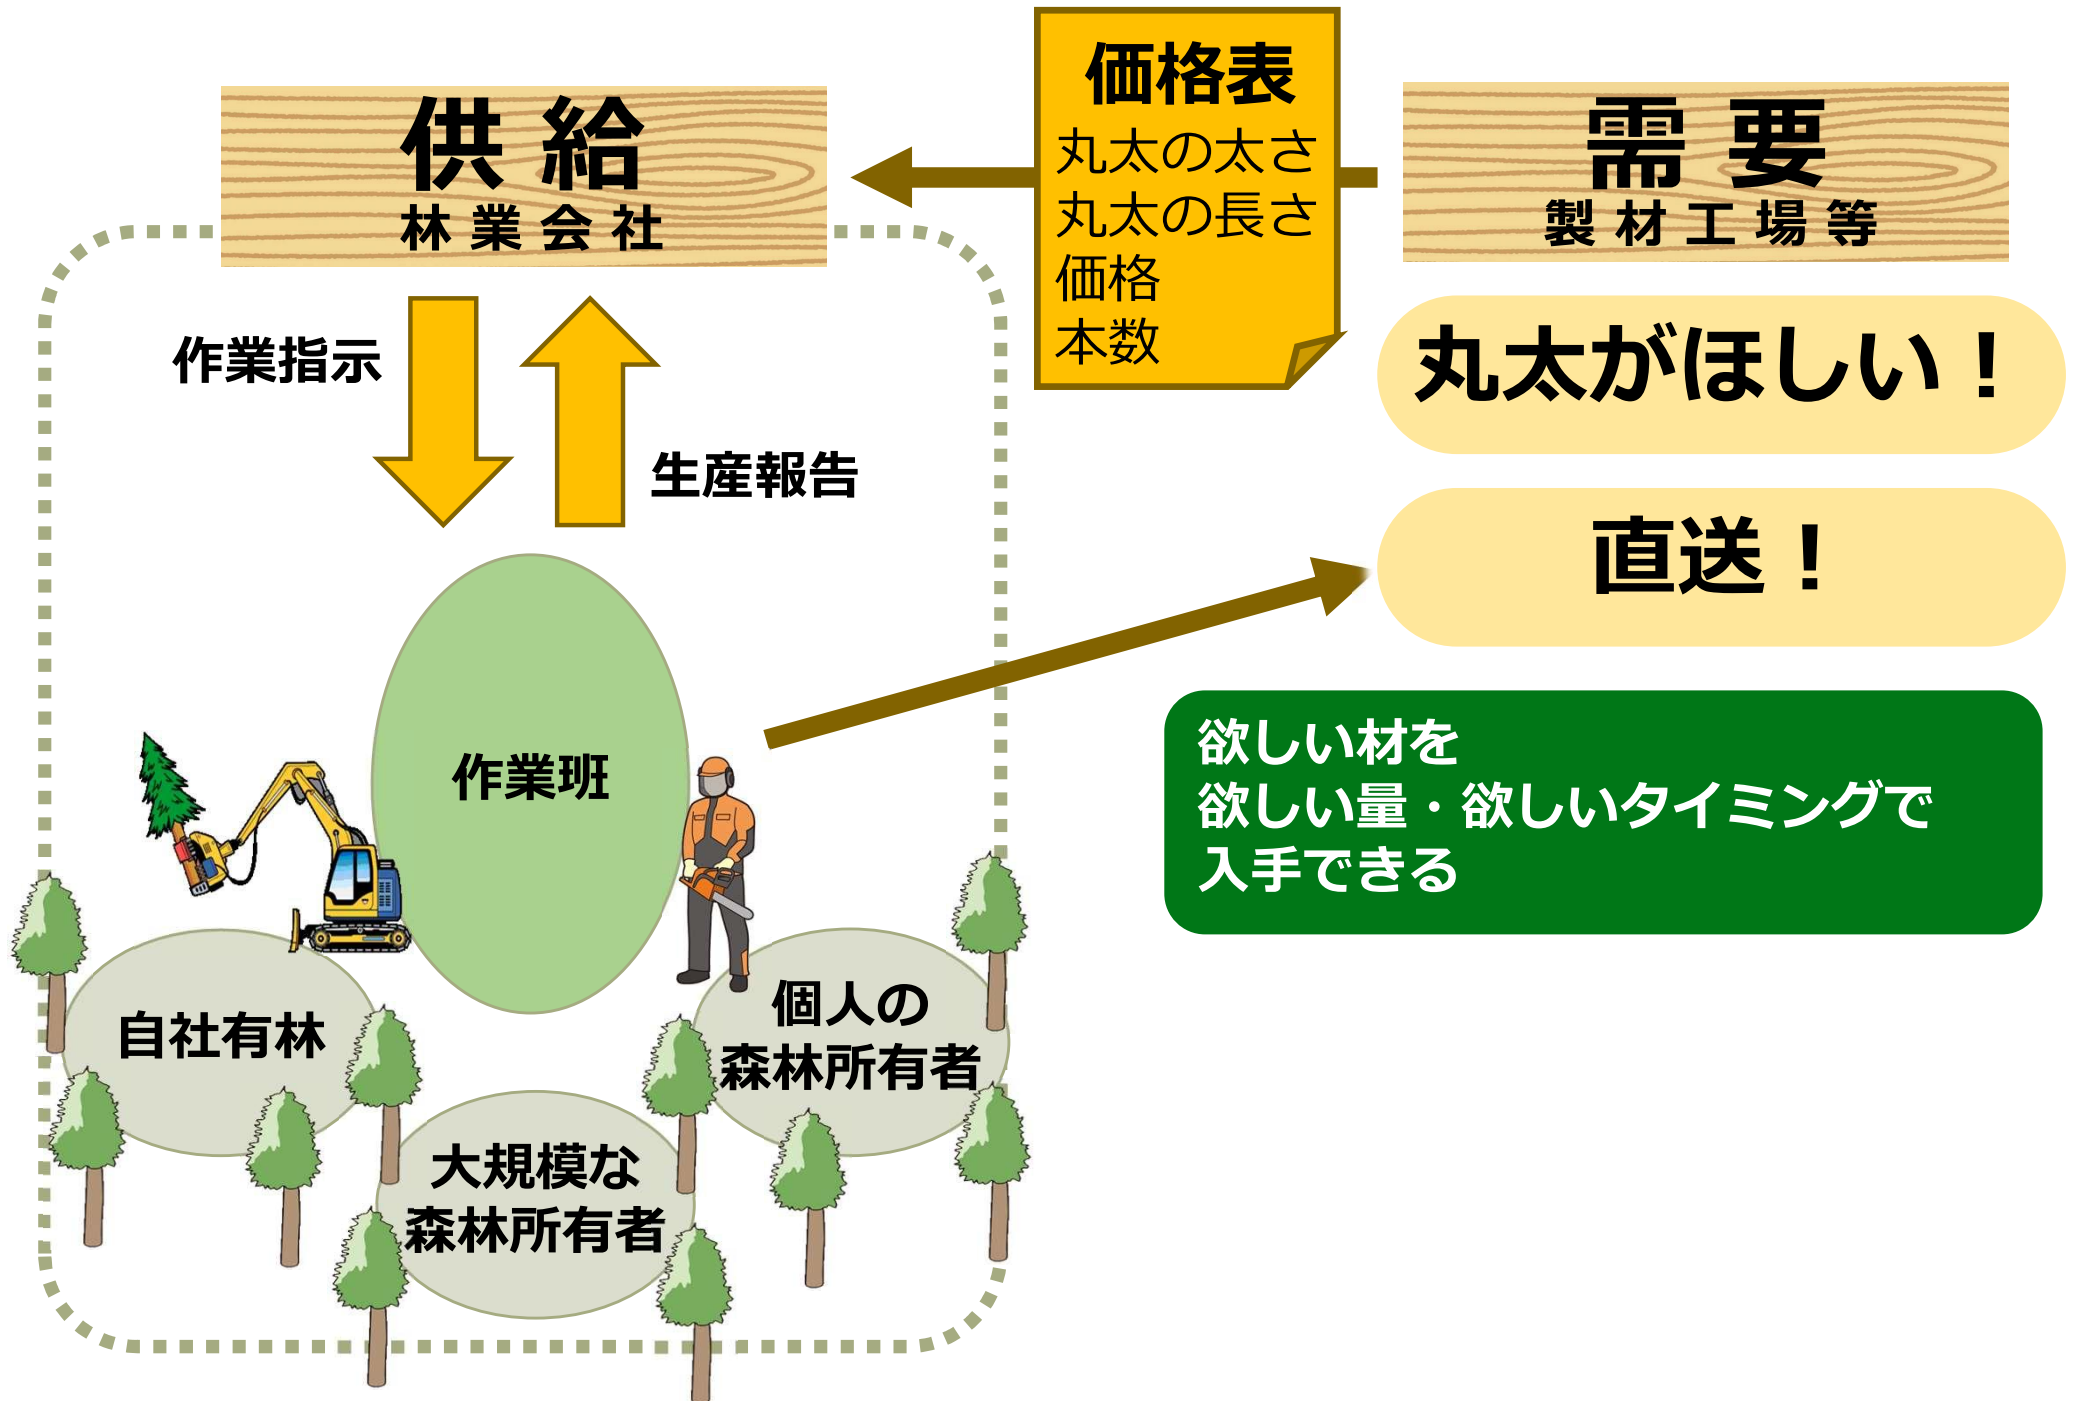 供給
林業会社
価格表
丸太の太さ
丸太の長さ
価格
本数
需要
製材工場等
丸太がほしい！
作業指示
生産報告
直送！
作業班
欲しい材を
欲しい量・欲しいタイミングで
入手できる
自社有林
個人の
森林所有者
大規模な
森林所有者